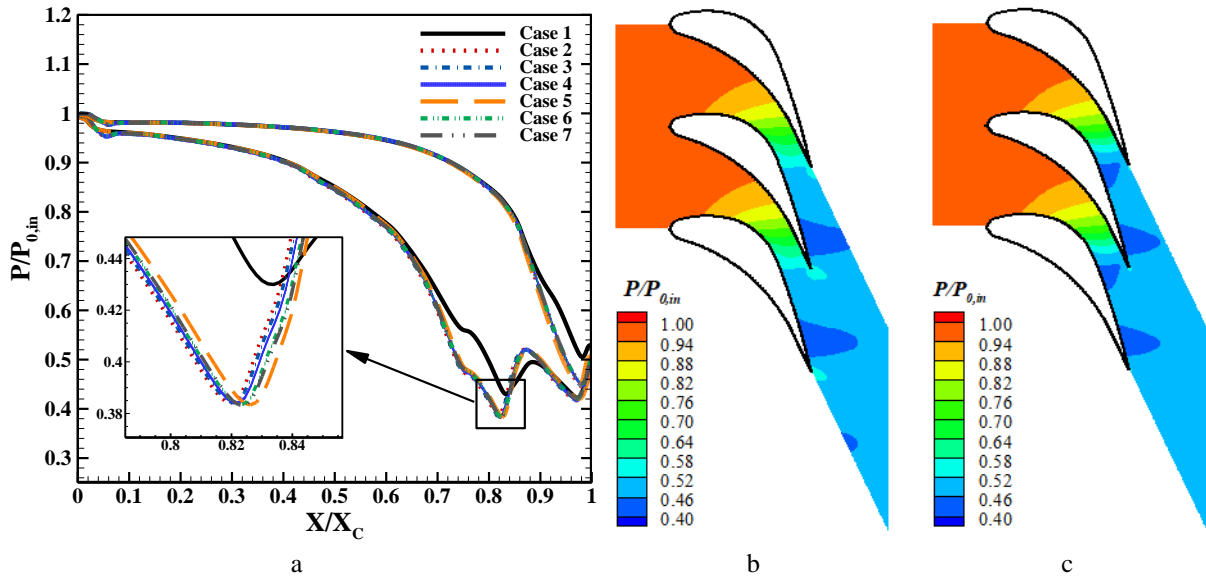 1.2
1.1
1
0.9
0.8
0.7
0.6
0.5
0.4
0.3
P/P0,in
0 0.1 0.2 0.3 0.4 0.5 0.6 0.7 0.8 0.9 1
X/XC
Case 1
Case 2
Case 3
Case 4
Case 5
Case 6
Case 7
0.44
0.42
0.4
0.38
0.8 0.82 0.84
a
P/P0,in
1.00
0.94
0.88
0.82
0.76
0.70
0.64
0.58
0.52
0.46
0.40
b
P/P0,in
1.00
0.94
0.88
0.82
0.76
0.70
0.64
0.58
0.52
0.46
0.40
c